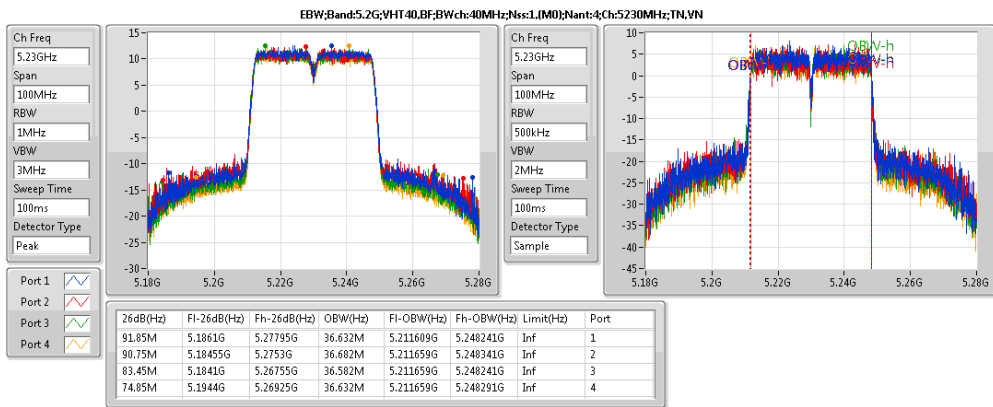 EBW;Band:5.2G;VHT40,BF;BWch:40MHz;Nss:1,(M0);Nant:4;Ch:5230MHz;TN,VN
Ch Freq
5.23GHz
Span
100MHz
RBW
1MHz
VBW
3MHz
Sweep Time
100ms
Detector Type
Peak
15
10
5
0
-5
-10
-15
-20
-25
-30
5.18G
5.2G
5.22G
5.24G
5.26G
5.28G
Ch Freq
5.23GHz
Span
100MHz
RBW
500kHz
VBW
2MHz
Sweep Time
100ms
Detector Type
Sample
10
5
0
-5
-10
-15
-20
-25
-30
-35
-40
-45
OBW-h
OBW-h
5.18G
5.2G
5.22G
5.24G
5.26G
5.28G
Port 1
Port 2
Port 3
Port 4
26dB(Hz) Fl-26dB(Hz) Fh-26dB(Hz) OBW(Hz) Fl-OBW(Hz) Fh-OBW(Hz) Limit(Hz) Port
91.85M 5.1861G 5.27795G 36.632M 5.211609G 5.248241G Inf 1
90.75M 5.18455G 5.2753G 36.682M 5.211659G 5.248341G Inf 2
83.45M 5.1841G 5.26755G 36.582M 5.211659G 5.248241G Inf 3
74.85M 5.1944G 5.26925G 36.632M 5.211659G 5.248291G Inf 4